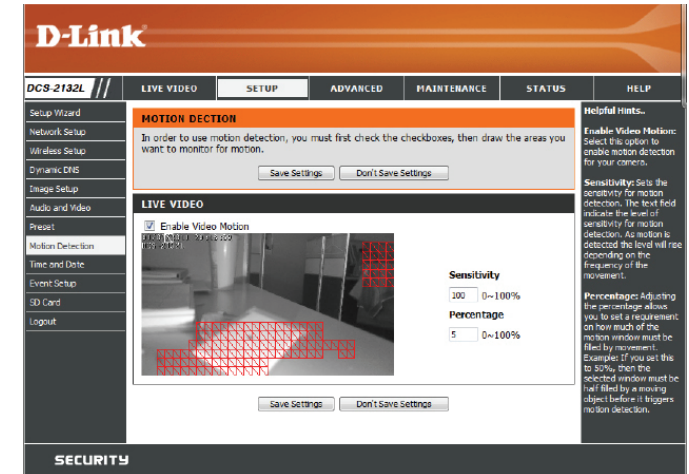 D-Link
DCS-2132L
LIVE VIDEO
SETUP
ADVANCED
MAINTENANCE
STATUS
HELP
Setup Wizard
Network Setup
Wireless Setup
Dynamic DNS
Image Setup
Audio and Video
Preset
Motion Detection
Time and Date
Event Setup
SD Card
Logout
MOTION DECTION
In order to use motion detection, you must first check the checkboxes, then draw the areas you
want to monitor for motion.
Save Settings
Don't Save Settings
LIVE VIDEO
Enable Video Motion
Sensitivity
100 0~100%
Percentage
5 0~100%
Save Settings
Don't Save Settings
Helpful Hints..
Enable Video Motion:
Select this option to
enable motion detection
for your camera.
Sensitivity: Sets the
sensitivity for motion
detection. The text field
indicate the level of
sensitivity for motion
detection. As motion is
detected the level will rise
depending on the
frequency of the
movement.
Percentage: Adjusting
the percentage allows
you to set a requirement
on how much of the
motion window must be
filled by movement.
Example: If you set this
to 50%, then the
selected window must be
half filled by a moving
object before it triggers
motion detection.
SECURITY